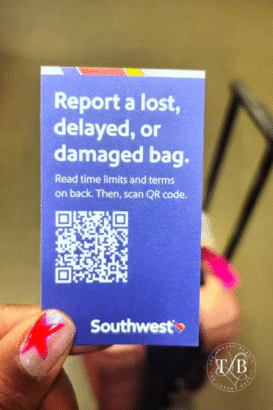 Report a lost,
delayed, or
damaged bag.
Read time limits and terms
on back. Then, scan QR code.
Southwest
T B